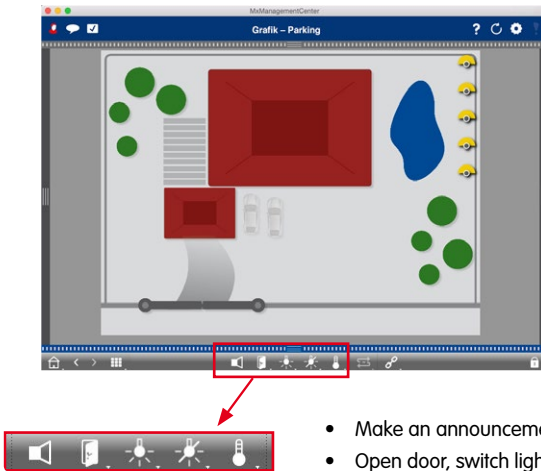 MxManagementCenter
Grafik – Parking
• Make an announceme
• Open door, switch ligh